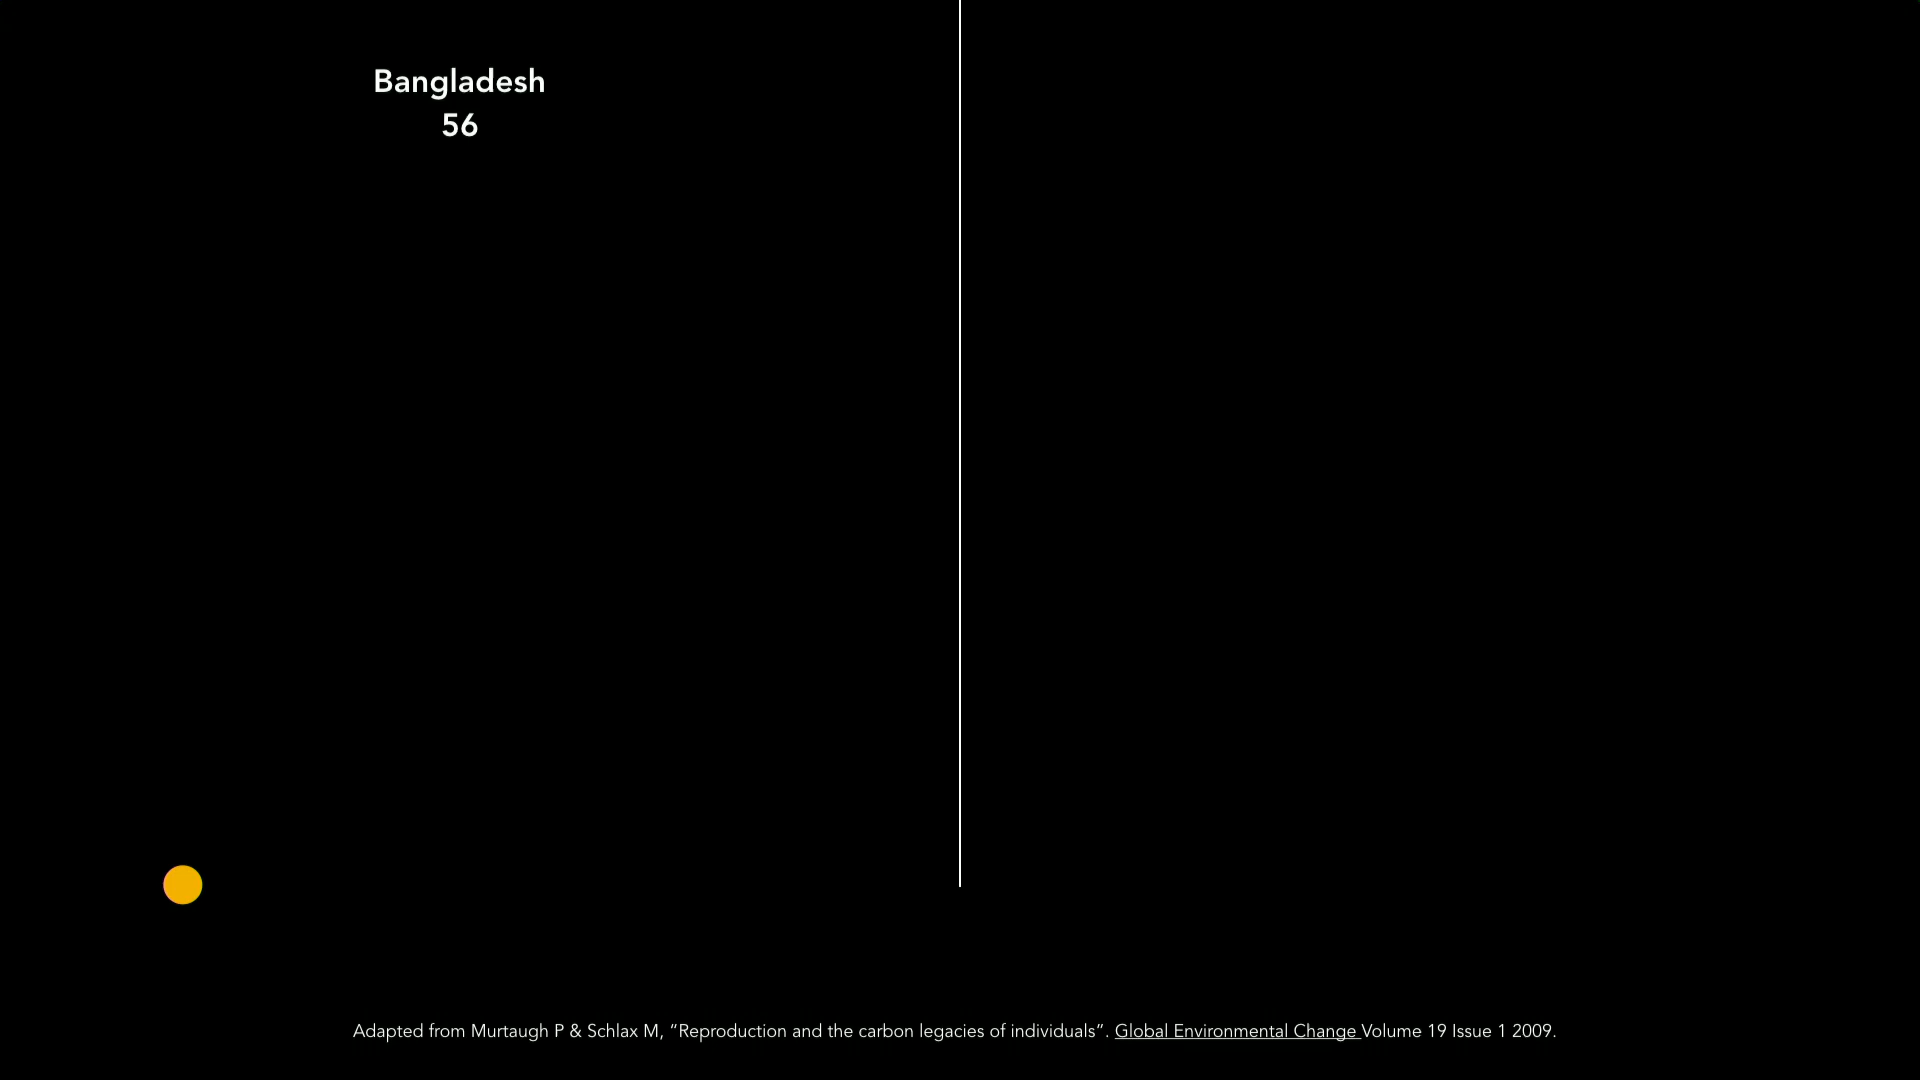 Bangladesh
56
Adapted from Murtaugh P & Schlax M, “Reproduction and the carbon legacies of individuals”. Global Environmental Change Volume 19 Issue 1 2009.